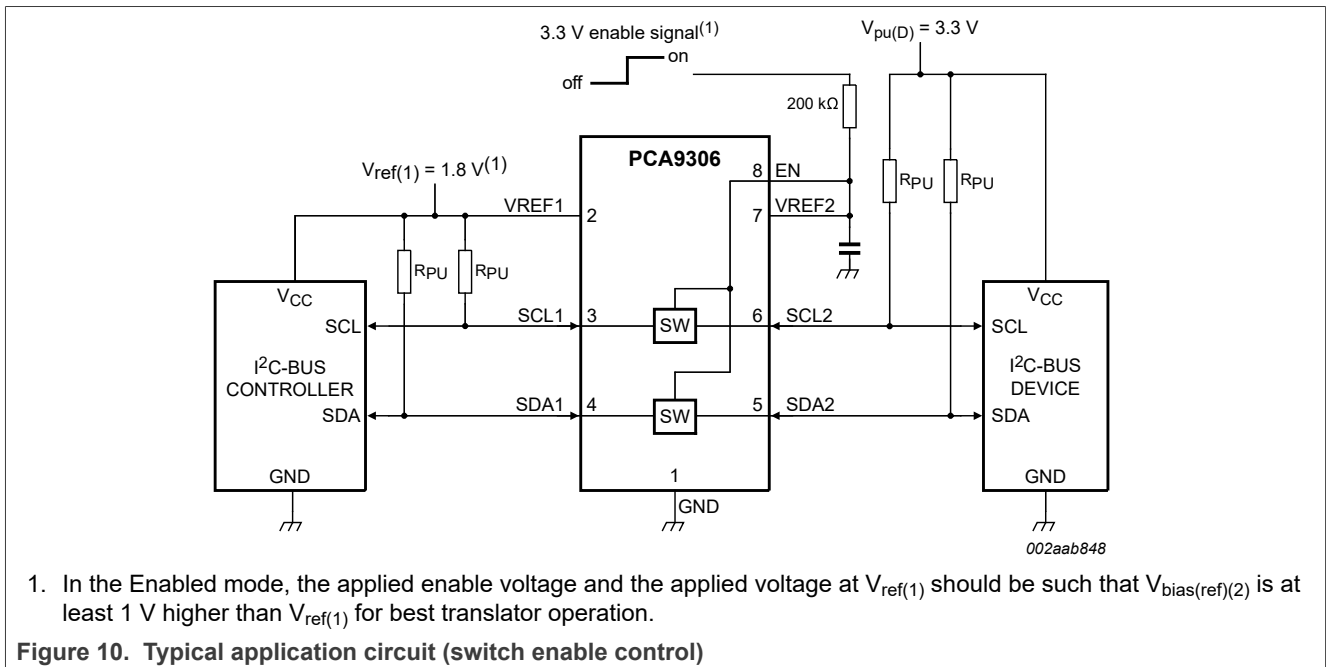 3.3 V enable signal(1)
on
off
Vpu(D) = 3.3 V
200 kΩ
PCA9306
Vref(1) = 1.8 V(1)
8 EN
RPU RPU
VREF1 2
7 VREF2
RPU RPU
VCC
VCC
SCL SCL1 3 SW 6 SCL2 SCL
I2C-BUS
CONTROLLER
I2C-BUS
DEVICE
SDA SDA1 4 SW 5 SDA2 SDA
GND
1
GND
GND
002aab848
1. In the Enabled mode, the applied enable voltage and the applied voltage at Vref(1) should be such that Vbias(ref)(2) is at
least 1 V higher than Vref(1) for best translator operation.
Figure 10. Typical application circuit (switch enable control)